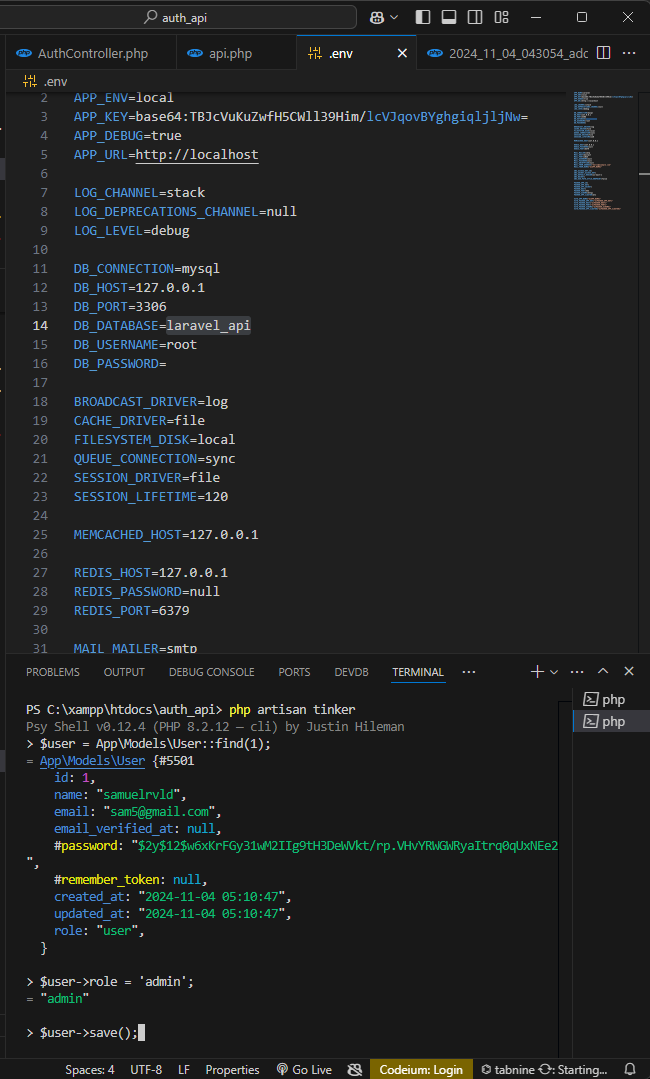 auth_api
AuthController.php
api.php
.env
2024_11_04_043054_add
.env
2 APP_ENV=local
3 APP_KEY=base64:TBJcVuKuZwfH5CWll39Him/lcVJqovBYghgiqljljNw=
4 APP_DEBUG=true
5 APP_URL=http://localhost
6
7 LOG_CHANNEL=stack
8 LOG_DEPRECATIONS_CHANNEL=null
9 LOG_LEVEL=debug
10
11 DB_CONNECTION=mysql
12 DB_HOST=127.0.0.1
13 DB_PORT=3306
14 DB_DATABASE=laravel_api
15 DB_USERNAME=root
16 DB_PASSWORD=
17
18 BROADCAST_DRIVER=log
19 CACHE_DRIVER=file
20 FILESYSTEM_DISK=local
21 QUEUE_CONNECTION=sync
22 SESSION_DRIVER=file
23 SESSION_LIFETIME=120
24
25 MEMCACHED_HOST=127.0.0.1
26
27 REDIS_HOST=127.0.0.1
28 REDIS_PASSWORD=null
29 REDIS_PORT=6379
30
31 MAIL_MAILER=smtp
PROBLEMS OUTPUT DEBUG CONSOLE PORTS DEVDB TERMINAL
php
php
PS C:\xampp\htdocs\auth_api> php artisan tinker
Psy Shell v0.12.4 (PHP 8.2.12 — cli) by Justin Hileman
> $user = App\Models\User::find(1);
= App\Models\User {#5501
id: 1,
name: "samuelrvld",
email: "sam5@gmail.com",
email_verified_at: null,
#password: "$2y$12$w6xKrFGy31wM2IIg9tH3DeWVkt/rp.VHvYRWGWRyaItrq0qUxNEe2
",
#remember_token: null,
created_at: "2024-11-04 05:10:47",
updated_at: "2024-11-04 05:10:47",
role: "user",
}
> $user->role = 'admin';
= "admin"
> $user->save();
Spaces: 4 UTF-8 LF Properties Go Live Codeium: Login tabnine Starting...